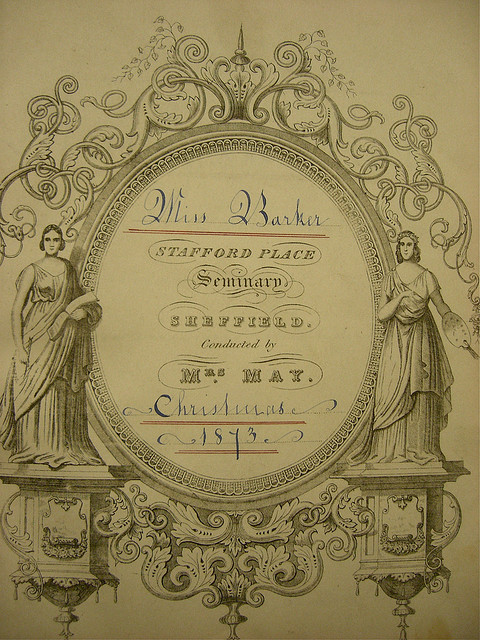 Miss Barker
STAFFORD PLACE
Seminary
SHEFFIELD.
Conducted by
MRS MAY.
Christmas
1873